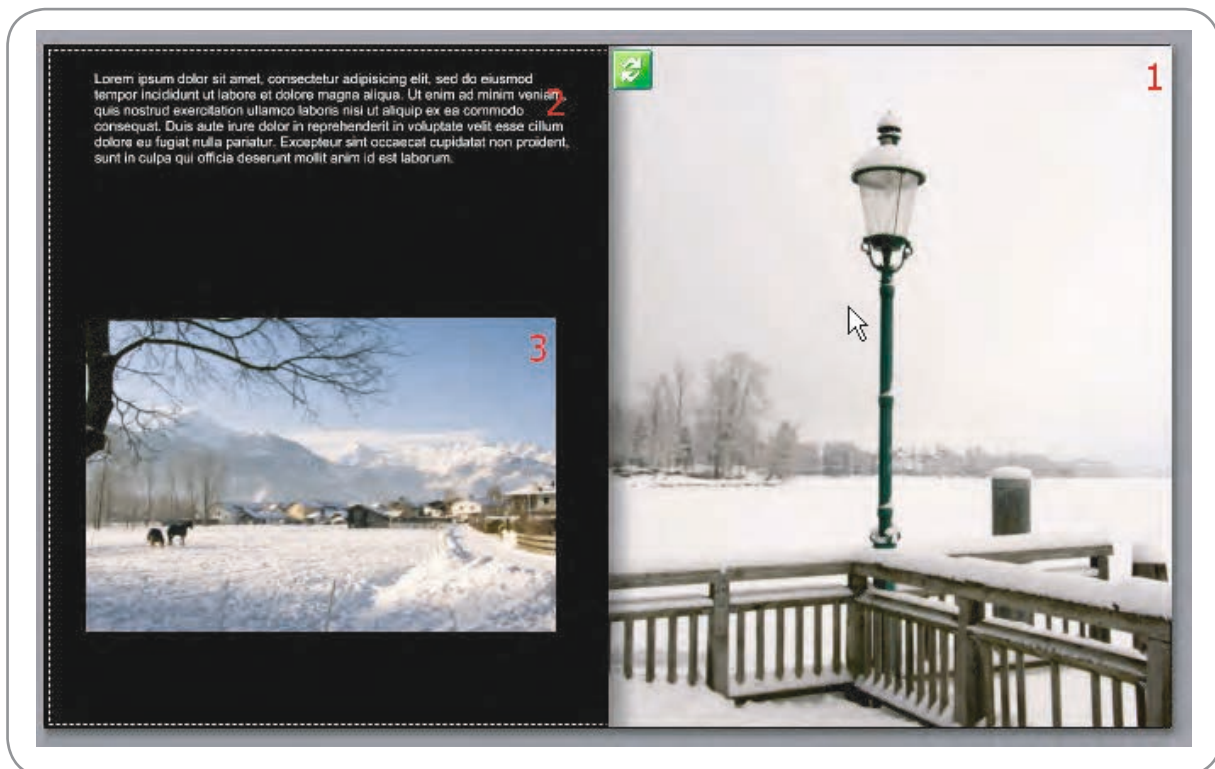 Lorem ipsum dolor sit amet, consectetur adipisicing elit, sed do eiusmod
tempor incididunt ut labore et dolore magna aliqua. Ut enim ad minim veniam,
quis nostrud exercitation ullamco laboris nisi ut aliquip ex ea commodo
consequat. Duis aute irure dolor in reprehenderit in voluptate velit esse cillum
dolore eu fugiat nulla pariatur. Excepteur sint occaecat cupidatat non proident,
sunt in culpa qui officia deserunt mollit anim id est laborum.
2
3
1